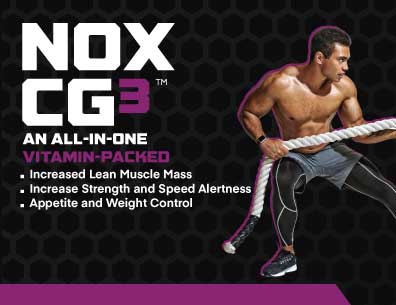 NOX
CG3™
AN ALL-IN-ONE
VITAMIN-PACKED
Increased Lean Muscle Mass
Increase Strength and Speed Alertness
Appetite and Weight Control